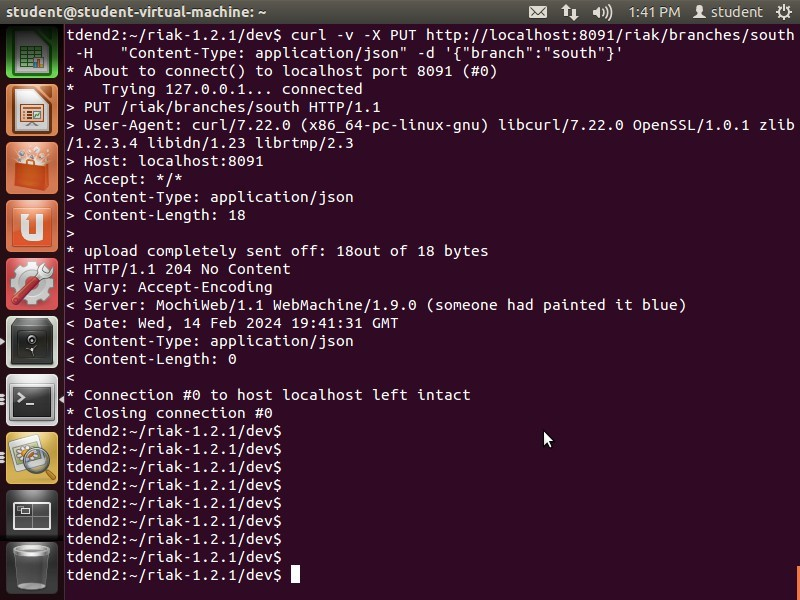 student@student-virtual-machine: ~ 1:41 PM student
tdend2:~/riak-1.2.1/dev$ curl -v -X PUT http://localhost:8091/riak/branches/south
-H   "Content-Type: application/json" -d '{"branch":"south"}'
* About to connect() to localhost port 8091 (#0)
*   Trying 127.0.0.1... connected
> PUT /riak/branches/south HTTP/1.1
> User-Agent: curl/7.22.0 (x86_64-pc-linux-gnu) libcurl/7.22.0 OpenSSL/1.0.1 zlib
/1.2.3.4 libidn/1.23 librtmp/2.3
> Host: localhost:8091
> Accept: */*
> Content-Type: application/json
> Content-Length: 18
>
* upload completely sent off: 18out of 18 bytes
< HTTP/1.1 204 No Content
< Vary: Accept-Encoding
< Server: MochiWeb/1.1 WebMachine/1.9.0 (someone had painted it blue)
< Date: Wed, 14 Feb 2024 19:41:31 GMT
< Content-Type: application/json
< Content-Length: 0
<
* Connection #0 to host localhost left intact
* Closing connection #0
tdend2:~/riak-1.2.1/dev$
tdend2:~/riak-1.2.1/dev$
tdend2:~/riak-1.2.1/dev$
tdend2:~/riak-1.2.1/dev$
tdend2:~/riak-1.2.1/dev$
tdend2:~/riak-1.2.1/dev$
tdend2:~/riak-1.2.1/dev$
tdend2:~/riak-1.2.1/dev$
tdend2:~/riak-1.2.1/dev$